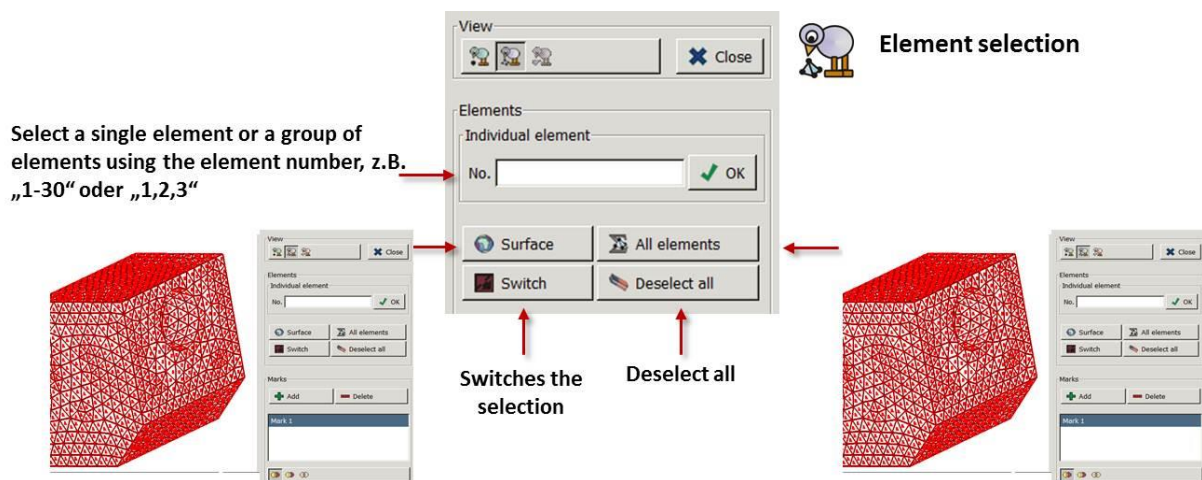 View
Close
Element selection
Elements
Individual element
No.
OK
Select a single element or a group of
elements using the element number, z.B.
„1-30“ oder „1,2,3“
Surface
All elements
Switch
Deselect all
Switches the
selection
Deselect all
View
Close
Elements
Individual element
No.
OK
Surface
All elements
Switch
Deselect all
Marks
Add
Delete
Mark 1
View
Close
Elements
Individual element
No.
OK
Surface
All elements
Switch
Deselect all
Marks
Add
Delete
Mark 1